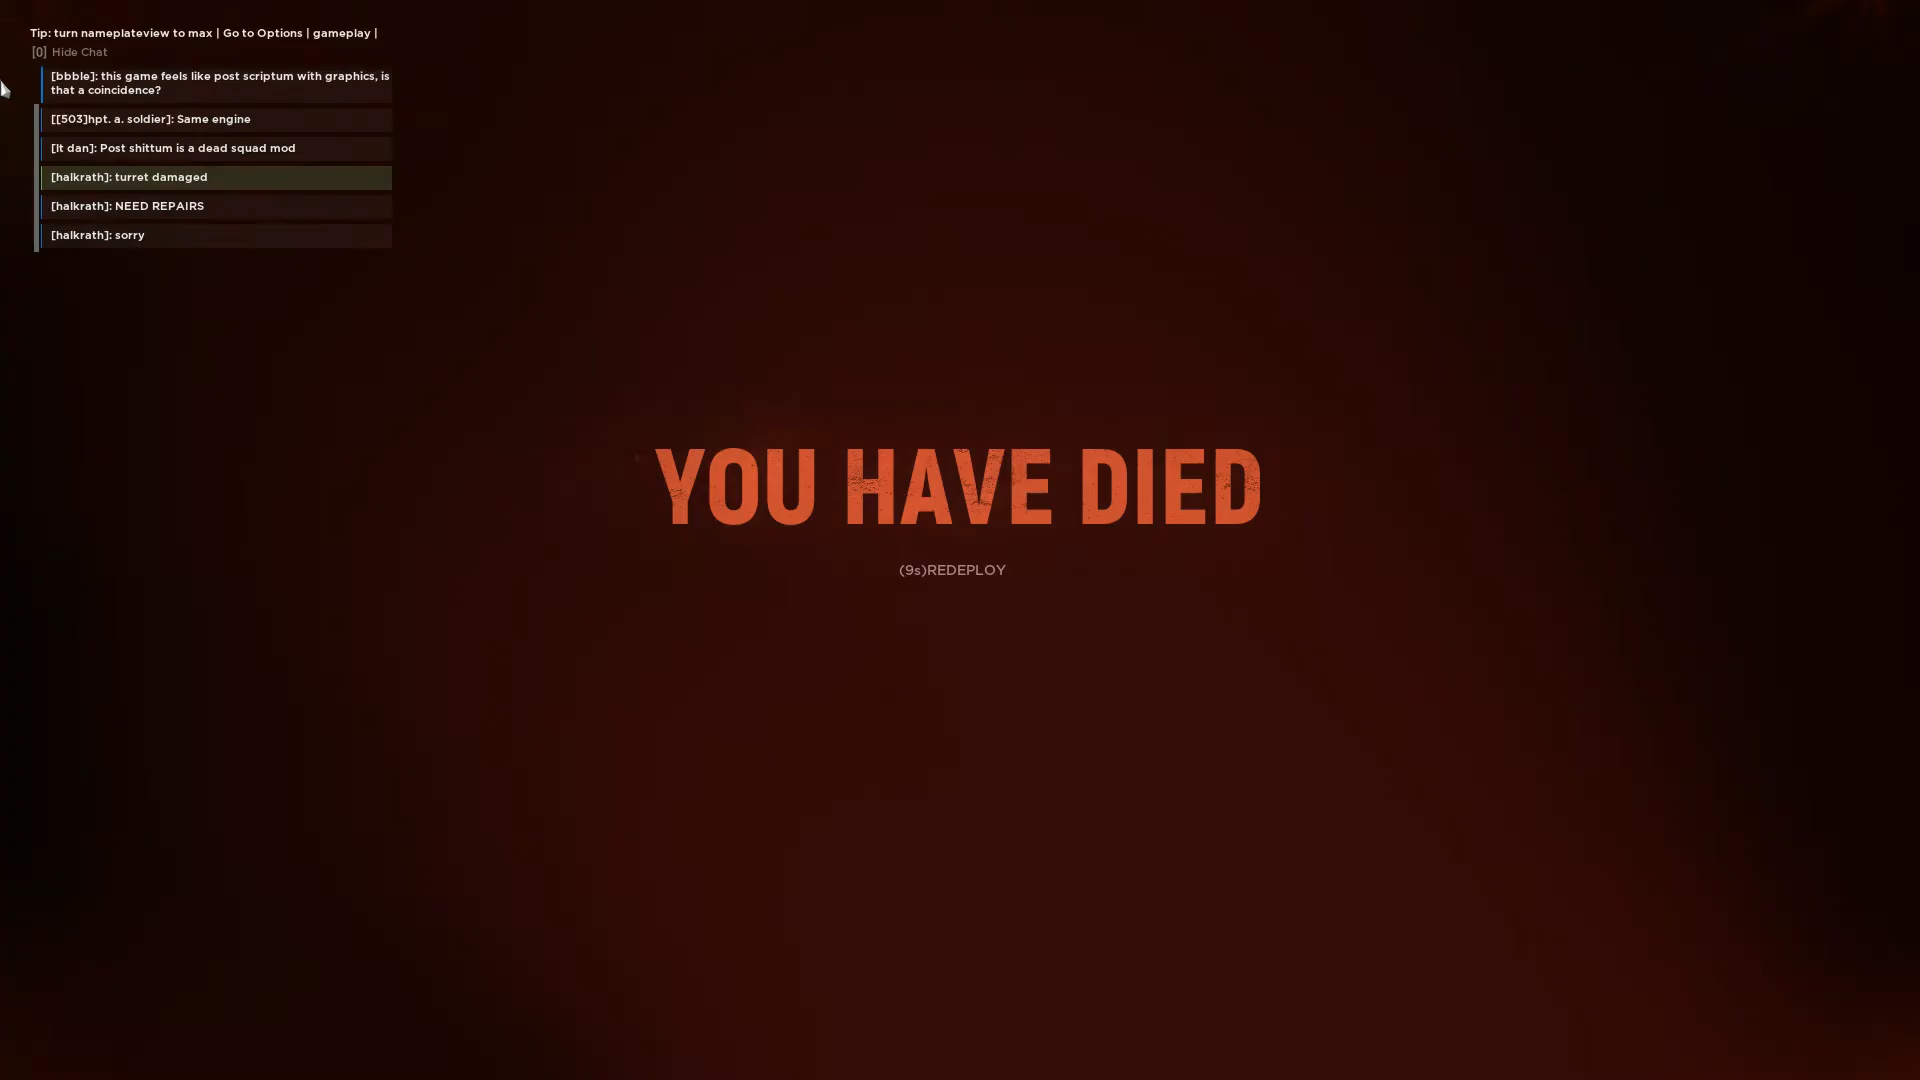 Tip: turn nameplateview to max | Go to Options | gameplay |
[0] Hide Chat
[bbble]: this game feels like post scriptum with graphics, is
that a coincidence?
[[503]hpt. a. soldier]: Same engine
[lt dan]: Post shittum is a dead squad mod
[halkrath]: turret damaged
[halkrath]: NEED REPAIRS
[halkrath]: sorry
YOU HAVE DIED
(9s)REDEPLOY